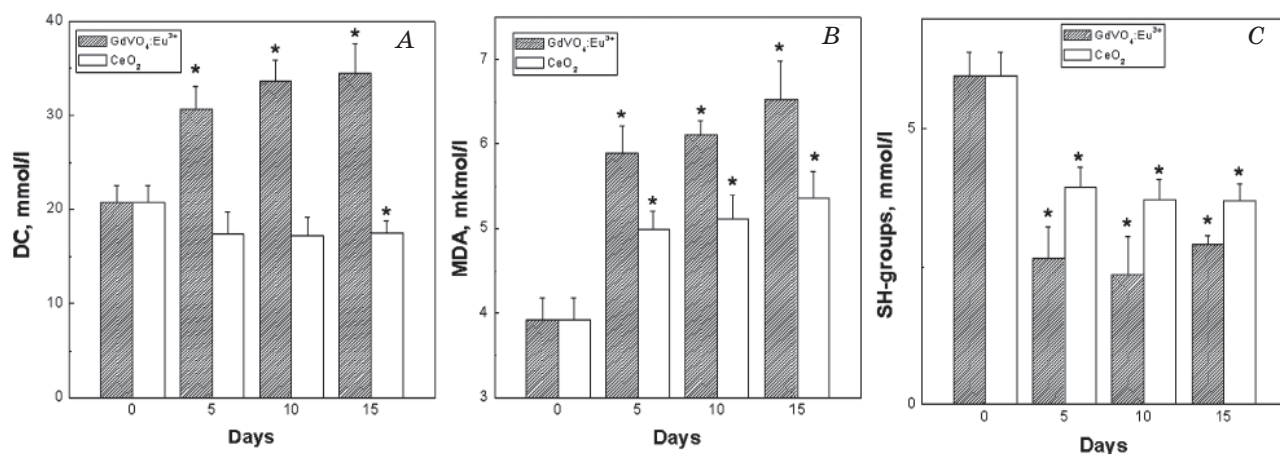 A
GdVO₄:Eu³⁺
CeO₂
DC, mmol/l
40
30
20
10
0
*
*
*
*
0 5 10 15
Days
B
GdVO₄:Eu³⁺
CeO₂
MDA, mkmol/l
7
6
5
4
3
*
*
*
*
*
*
0 5 10 15
Days
C
GdVO₄:Eu³⁺
CeO₂
SH-groups, mmol/l
5
0
*
*
*
*
*
*
0 5 10 15
Days